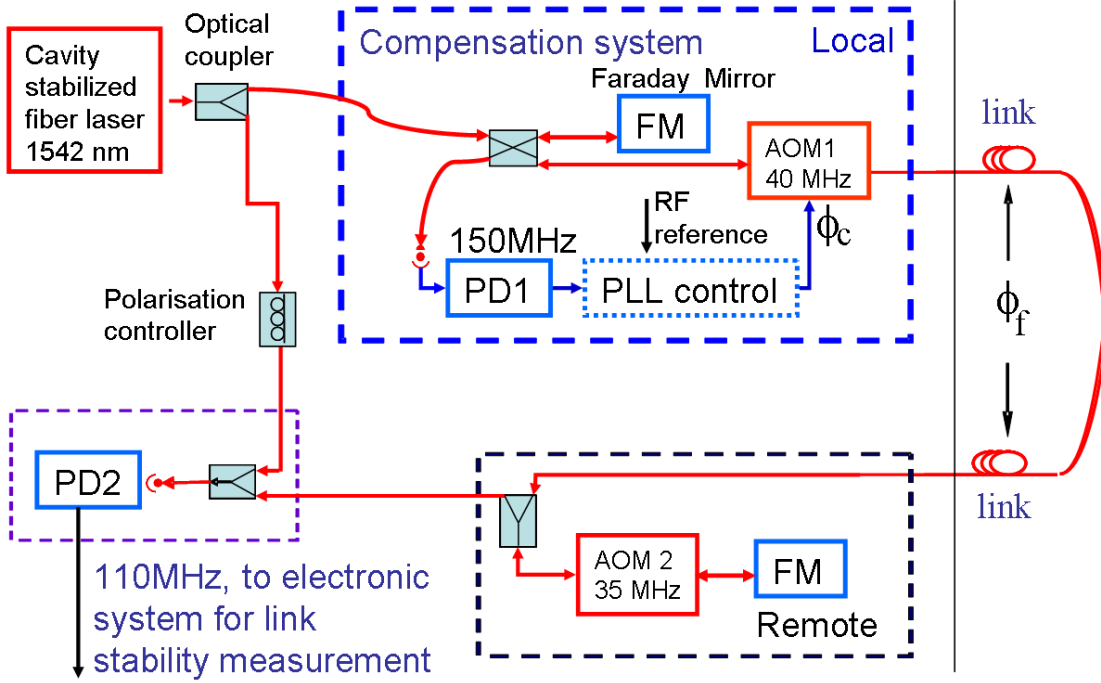 Cavity
stabilized
fiber laser
1542 nm
Optical
coupler
Compensation system
Local
Faraday Mirror
FM
AOM1
40 MHz
link
RF
reference
ϕc
150MHz
PD1
PLL control
ϕf
Polarisation
controller
PD2
link
AOM 2
35 MHz
FM
Remote
110MHz, to electronic
system for link
stability measurement